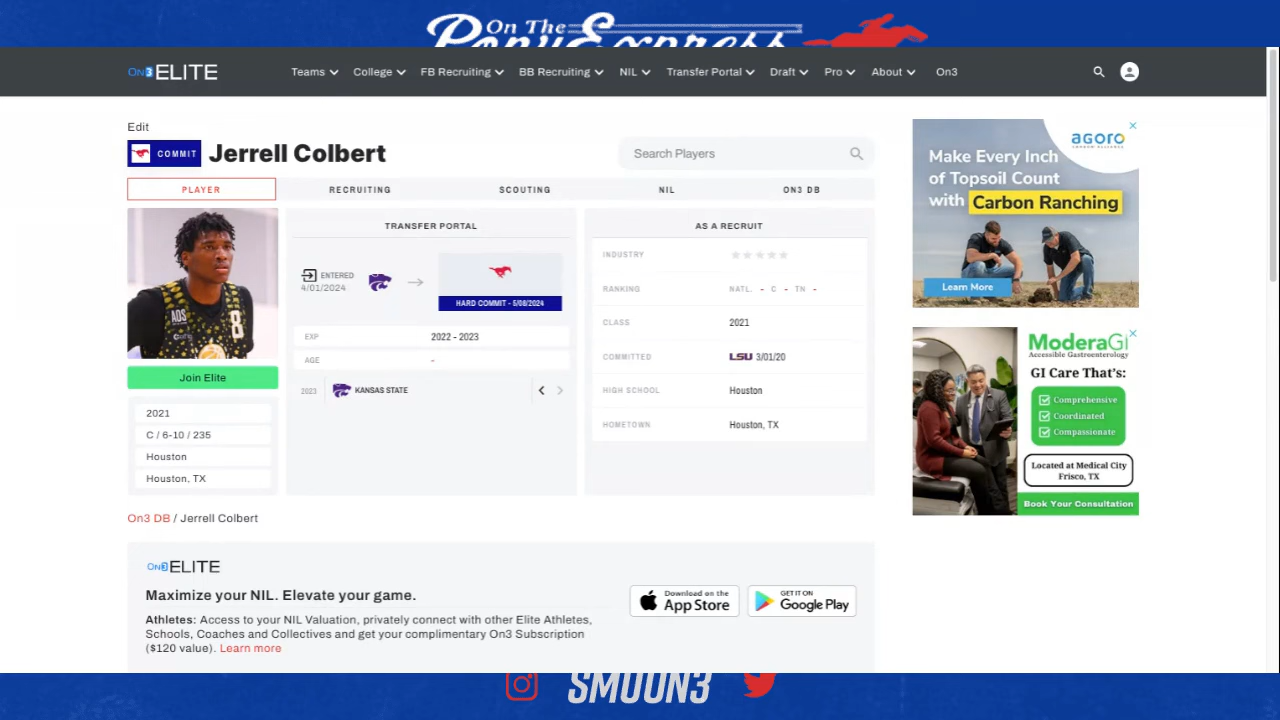 On The
Pony Express
On3 ELITE
Teams
College
FB Recruiting
BB Recruiting
NIL
Transfer Portal
Draft
Pro
About
On3
Edit
COMMIT
Jerrell Colbert
Search Players
PLAYER
RECRUITING
SCOUTING
NIL
ON3 DB
8
Join Elite
2021
C / 6-10 / 235
Houston
Houston, TX
TRANSFER PORTAL
ENTERED
4/01/2024
HARD COMMIT - 5/08/2024
EXP 2022 - 2023
AGE -
2023 KANSAS STATE
AS A RECRUIT
INDUSTRY
RANKING NATL. - C - TN -
CLASS 2021
COMMITTED LSU 3/01/20
HIGH SCHOOL Houston
HOMETOWN Houston, TX
agoro
Make Every Inch
of Topsoil Count
with Carbon Ranching
Learn More
ModeraGI
Accessible Gastroenterology
GI Care That's:
Comprehensive
Coordinated
Compassionate
Located at Medical City
Frisco, TX
Book Your Consultation
On3 DB / Jerrell Colbert
On3 ELITE
Maximize your NIL. Elevate your game.
Athletes: Access to your NIL Valuation, privately connect with other Elite Athletes,
Schools, Coaches and Collectives and get your complimentary On3 Subscription
($120 value). Learn more
Download on the
App Store
GET IT ON
Google Play
SMUON3